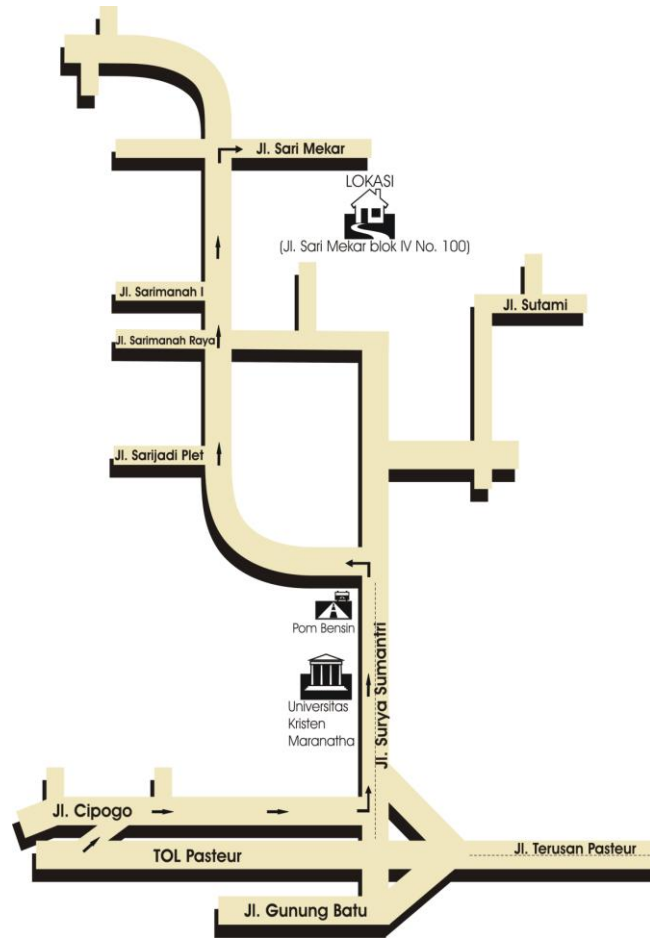 Jl. Sari Mekar
LOKASI
(Jl. Sari Mekar blok IV No. 100)
Jl. Sarimanah I
Jl. Sutami
Jl. Sarimanah Raya
Jl. Sarijadi Plet
Pom Bensin
Jl. Surya Sumantri
Universitas
Kristen
Maranatha
Jl. Cipogo
TOL Pasteur
Jl. Terusan Pasteur
Jl. Gunung Batu